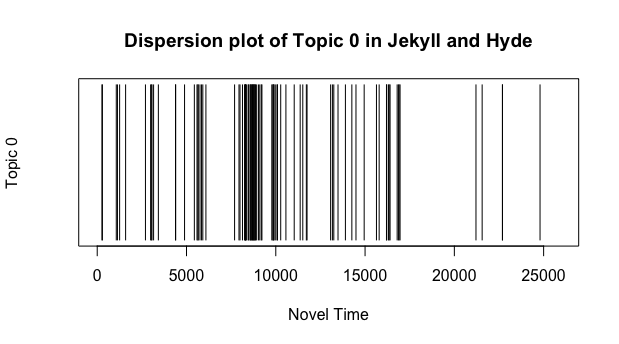 Dispersion plot of Topic 0 in Jekyll and Hyde
Topic 0
0 5000 10000 15000 20000 25000
Novel Time